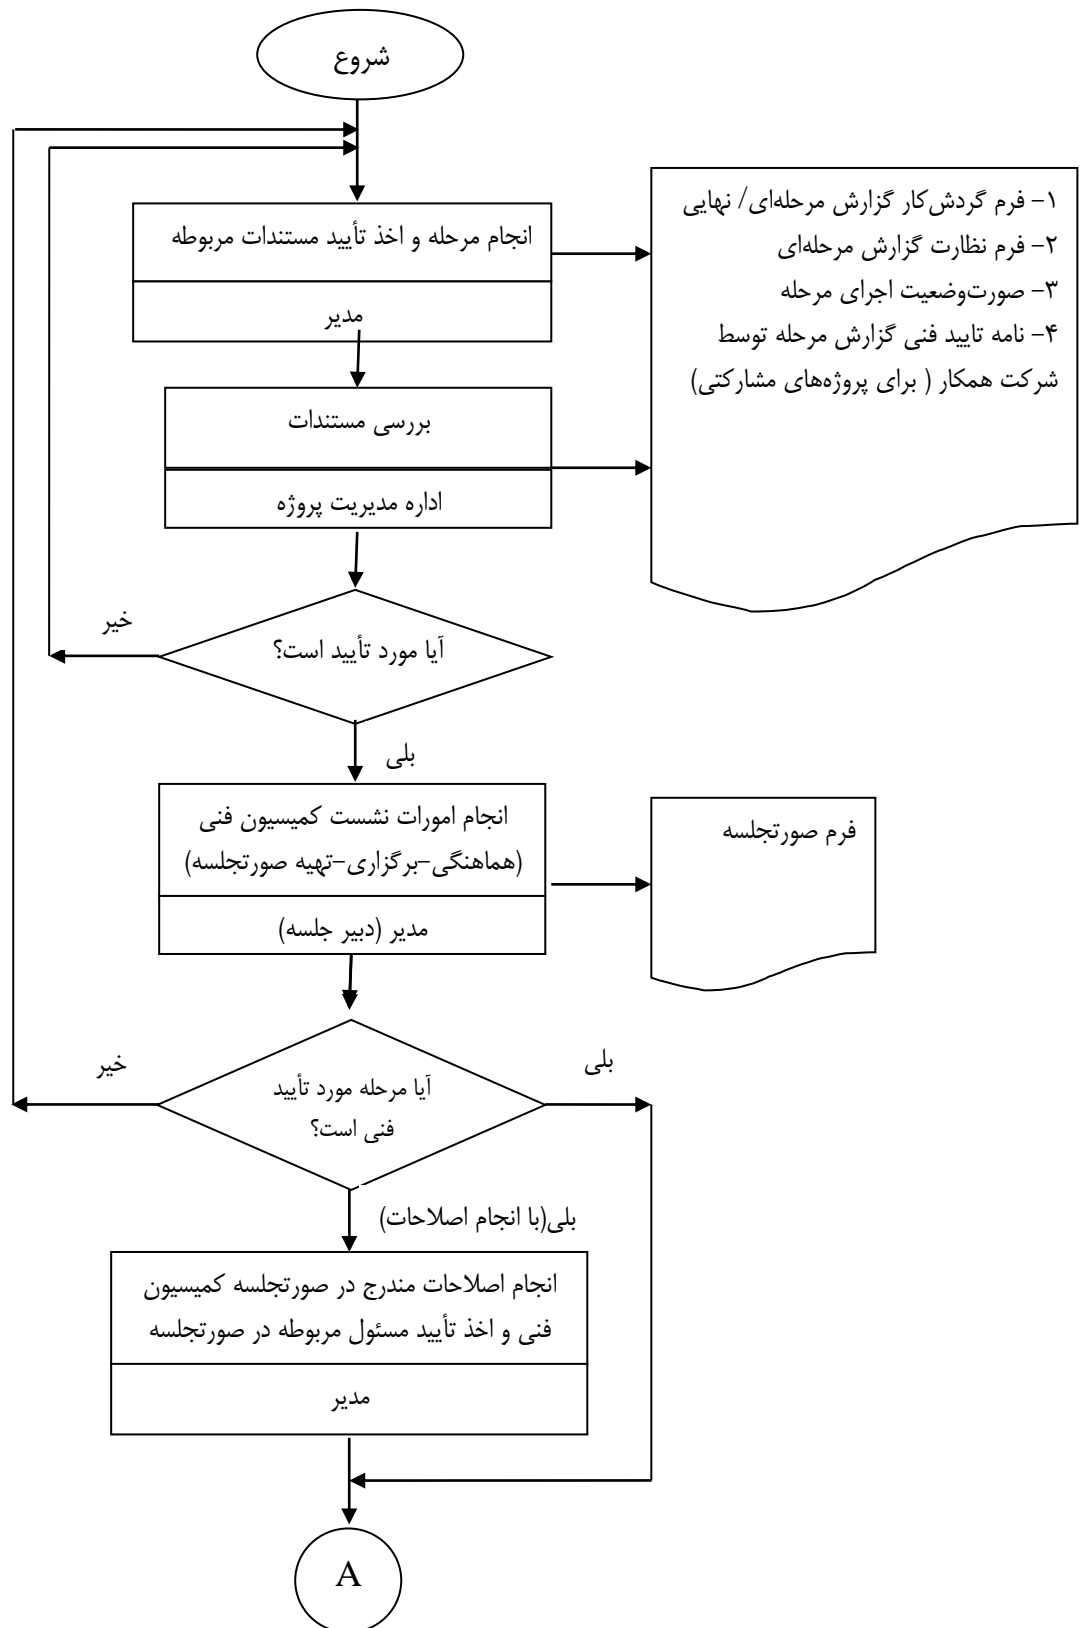 شروع
انجام مرحله و اخذ تأیید مستندات مربوطه
مدیر
۱- فرم گردش‌کار گزارش مرحله‌ای/ نهایی
۲- فرم نظارت گزارش مرحله‌ای
۳- صورت‌وضعیت اجرای مرحله
۴- نامه تایید فنی گزارش مرحله توسط
شرکت همکار ( برای پروژه‌های مشارکتی)
بررسی مستندات
اداره مدیریت پروژه
آیا مورد تأیید است؟
خیر
بلی
انجام امورات نشست کمیسیون فنی
(هماهنگی-برگزاری-تهیه صورتجلسه)
مدیر (دبیر جلسه)
فرم صورتجلسه
آیا مرحله مورد تأیید
فنی است؟
خیر
بلی
بلی(با انجام اصلاحات)
انجام اصلاحات مندرج در صورتجلسه کمیسیون
فنی و اخذ تأیید مسئول مربوطه در صورتجلسه
مدیر
A